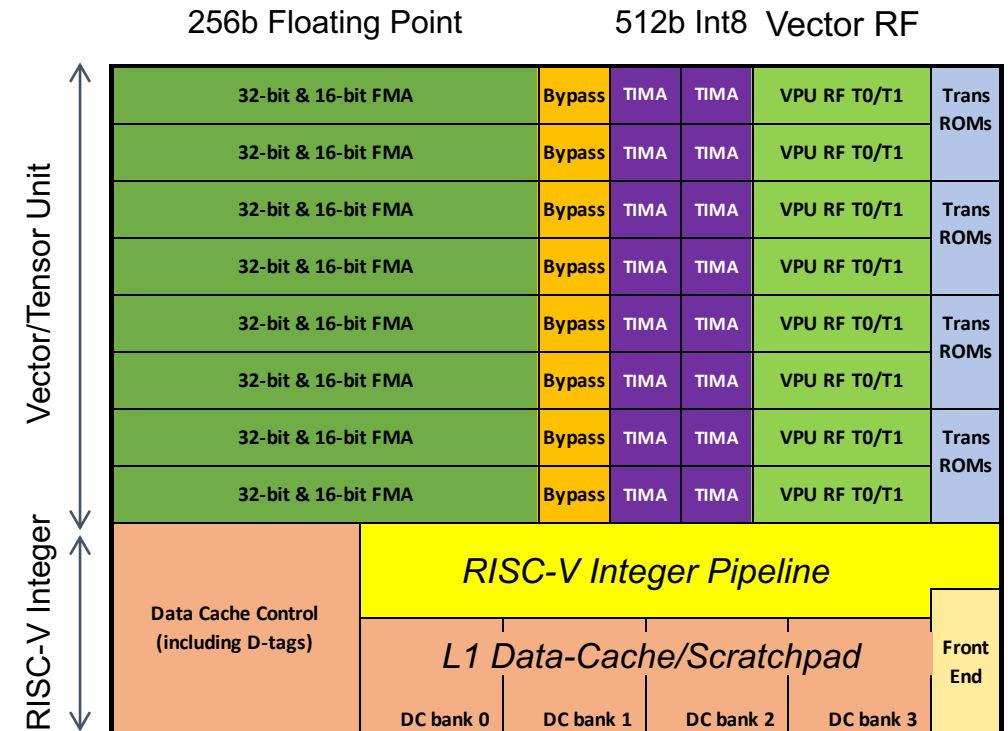 256b Floating Point 512b Int8 Vector RF
Vector/Tensor Unit
32-bit & 16-bit FMA Bypass TIMA TIMA VPU RF T0/T1 Trans
ROMs
32-bit & 16-bit FMA Bypass TIMA TIMA VPU RF T0/T1
32-bit & 16-bit FMA Bypass TIMA TIMA VPU RF T0/T1 Trans
ROMs
32-bit & 16-bit FMA Bypass TIMA TIMA VPU RF T0/T1
32-bit & 16-bit FMA Bypass TIMA TIMA VPU RF T0/T1 Trans
ROMs
32-bit & 16-bit FMA Bypass TIMA TIMA VPU RF T0/T1
32-bit & 16-bit FMA Bypass TIMA TIMA VPU RF T0/T1 Trans
ROMs
32-bit & 16-bit FMA Bypass TIMA TIMA VPU RF T0/T1
RISC-V Integer
RISC-V Integer Pipeline
Data Cache Control
(including D-tags)
L1 Data-Cache/Scratchpad
Front
End
DC bank 0 DC bank 1 DC bank 2 DC bank 3